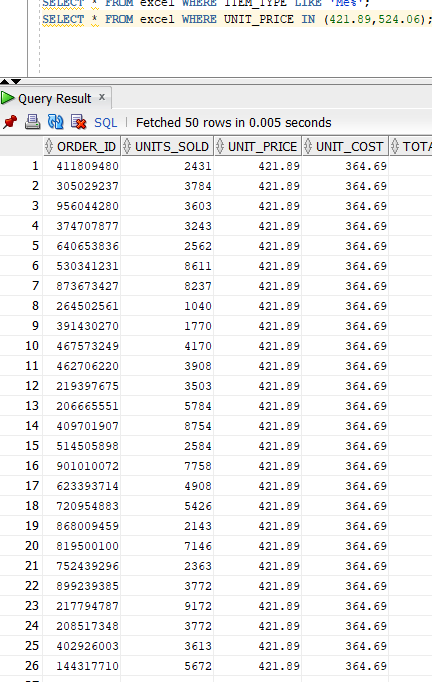 SELECT * FROM excel WHERE ITEM_TYPE LIKE 'Me%';
SELECT * FROM excel WHERE UNIT_PRICE IN (421.89,524.06);
Query Result x
SQL | Fetched 50 rows in 0.005 seconds
ORDER_ID UNITS_SOLD UNIT_PRICE UNIT_COST TOTA
1 411809480 2431 421.89 364.69
2 305029237 3784 421.89 364.69
3 956044280 3603 421.89 364.69
4 374707877 3243 421.89 364.69
5 640653836 2562 421.89 364.69
6 530341231 8611 421.89 364.69
7 873673427 8237 421.89 364.69
8 264502561 1040 421.89 364.69
9 391430270 1770 421.89 364.69
10 467573249 4170 421.89 364.69
11 462706220 3908 421.89 364.69
12 219397675 3503 421.89 364.69
13 206665551 5784 421.89 364.69
14 409701907 8754 421.89 364.69
15 514505898 2584 421.89 364.69
16 901010072 7758 421.89 364.69
17 623393714 4908 421.89 364.69
18 720954883 5426 421.89 364.69
19 868009459 2143 421.89 364.69
20 819500100 7146 421.89 364.69
21 752439296 2363 421.89 364.69
22 899239385 3772 421.89 364.69
23 217794787 9172 421.89 364.69
24 208517348 3772 421.89 364.69
25 402926003 3613 421.89 364.69
26 144317710 5672 421.89 364.69